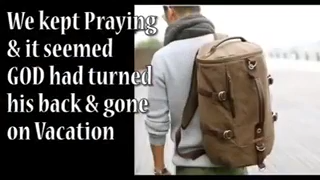 We kept Praying
& it seemed
GOD had turned
his back & gone
on Vacation